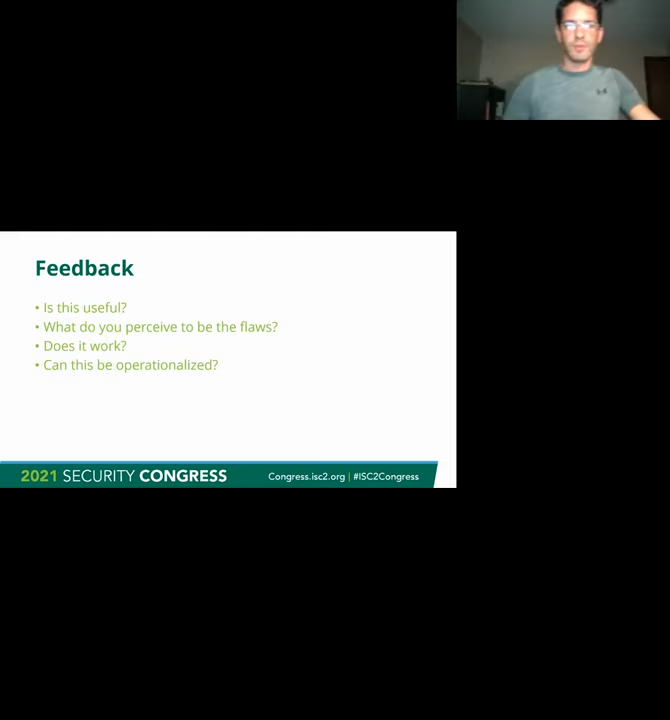 Feedback
• Is this useful?
• What do you perceive to be the flaws?
• Does it work?
• Can this be operationalized?
2021 SECURITY CONGRESS
Congress.isc2.org | #ISC2Congress